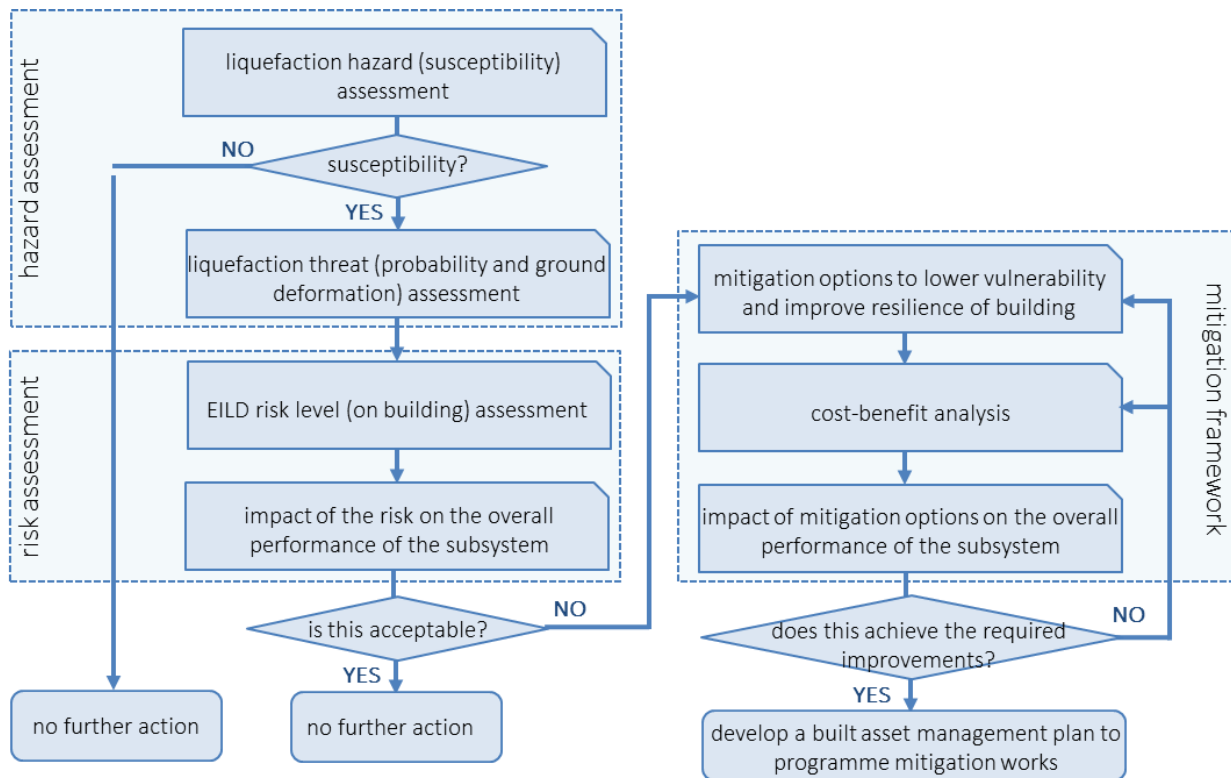 hazard assessment
liquefaction hazard (susceptibility)
assessment
NO
susceptibility?
YES
liquefaction threat (probability and ground
deformation) assessment
risk assessment
EILD risk level (on building) assessment
impact of the risk on the overall
performance of the subsystem
is this acceptable?
NO
YES
no further action
no further action
mitigation framework
mitigation options to lower vulnerability
and improve resilience of building
cost-benefit analysis
impact of mitigation options on the overall
performance of the subsystem
does this achieve the required
improvements?
NO
YES
develop a built asset management plan to
programme mitigation works